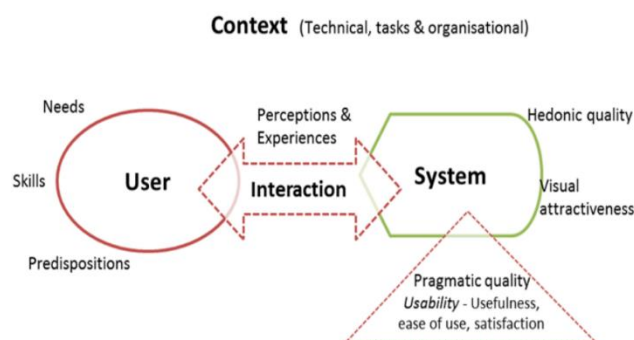 Context (Technical, tasks & organisational)
Needs
Skills
Predispositions
User
Perceptions &
Experiences
Interaction
System
Hedonic quality
Visual
attractiveness
Pragmatic quality
Usability - Usefulness,
ease of use, satisfaction